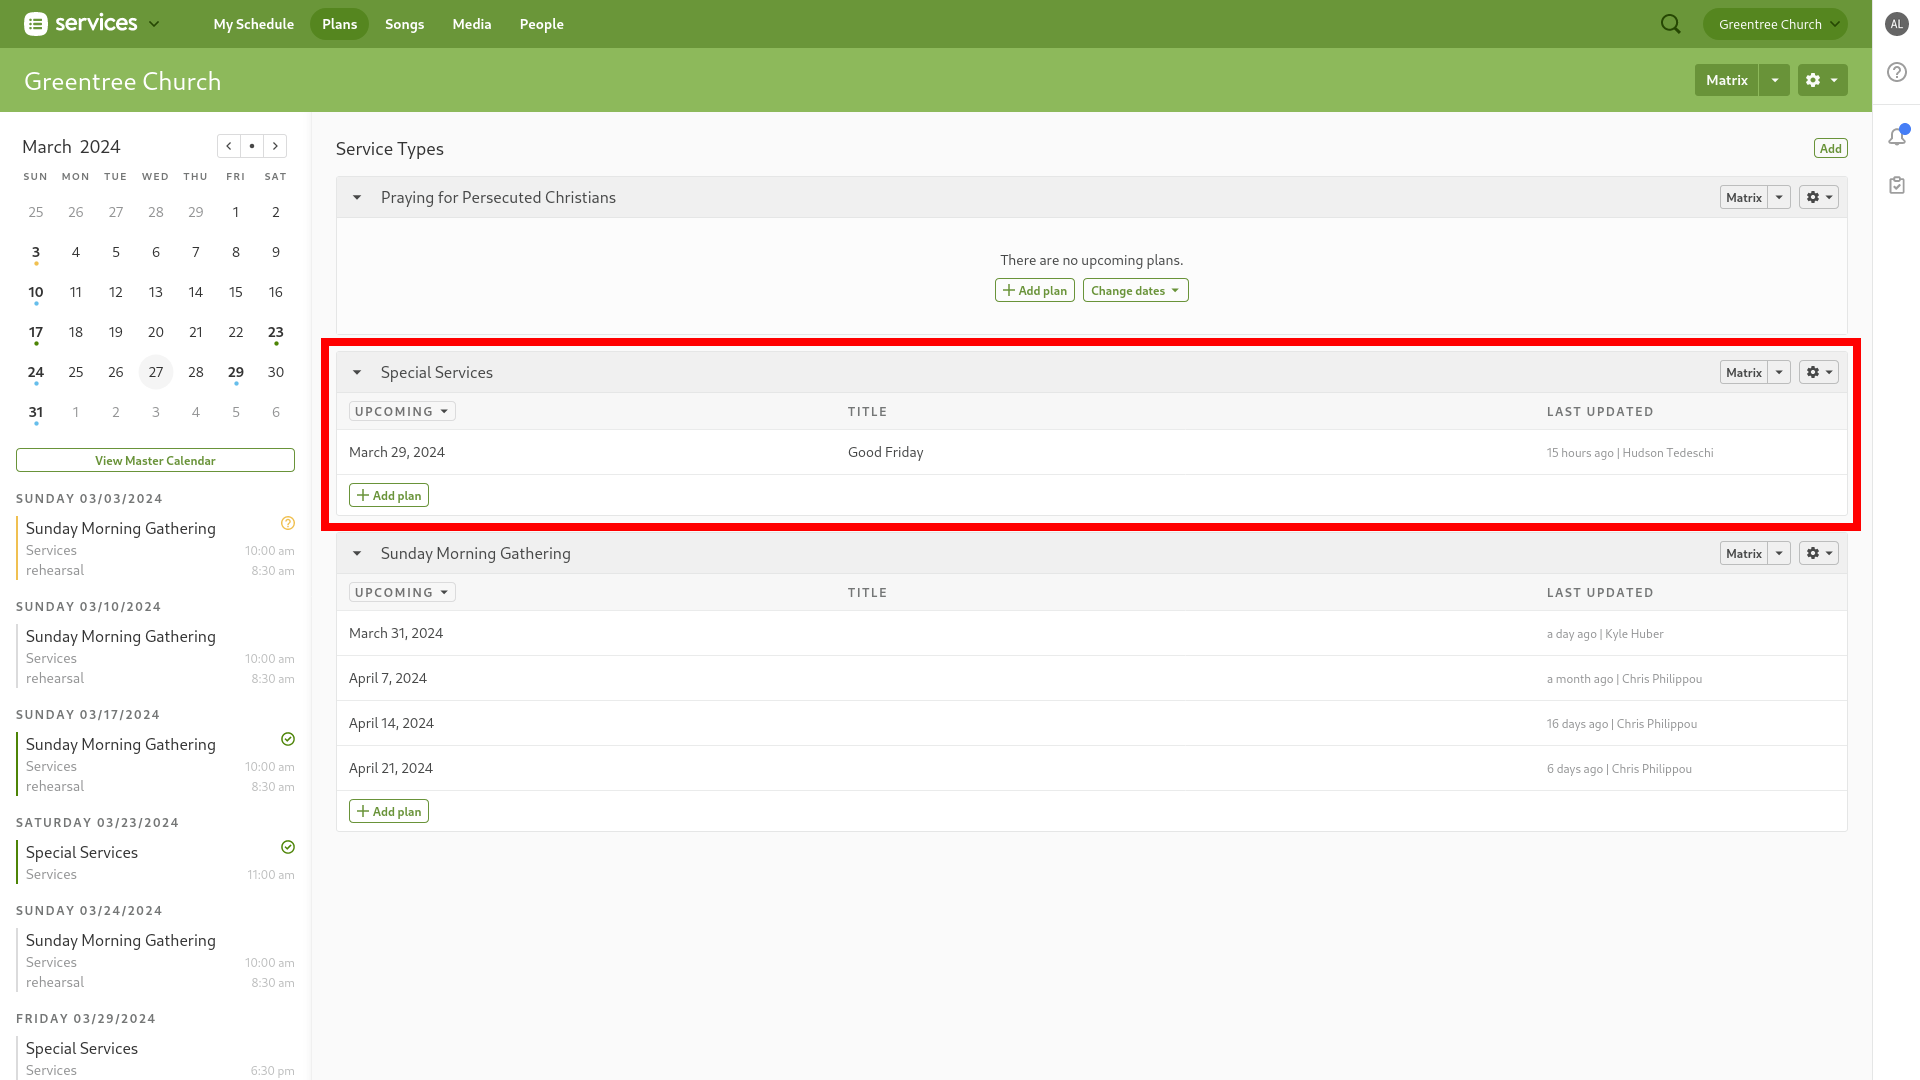 services
My Schedule
Plans
Songs
Media
People
Greentree Church
AL
Greentree Church
Matrix
March 2024
SUN MON TUE WED THU FRI SAT
25 26 27 28 29 1 2
3 4 5 6 7 8 9
10 11 12 13 14 15 16
17 18 19 20 21 22 23
24 25 26 27 28 29 30
31 1 2 3 4 5 6
View Master Calendar
SUNDAY 03/03/2024
Sunday Morning Gathering
Services 10:00 am
rehearsal 8:30 am
SUNDAY 03/10/2024
Sunday Morning Gathering
Services 10:00 am
rehearsal 8:30 am
SUNDAY 03/17/2024
Sunday Morning Gathering
Services 10:00 am
rehearsal 8:30 am
SATURDAY 03/23/2024
Special Services
Services 11:00 am
SUNDAY 03/24/2024
Sunday Morning Gathering
Services 10:00 am
rehearsal 8:30 am
FRIDAY 03/29/2024
Special Services
Services 6:30 pm
Service Types
Add
Praying for Persecuted Christians
Matrix
There are no upcoming plans.
Add plan
Change dates
Special Services
Matrix
UPCOMING TITLE LAST UPDATED
March 29, 2024 Good Friday 15 hours ago | Hudson Tedeschi
Add plan
Sunday Morning Gathering
Matrix
UPCOMING TITLE LAST UPDATED
March 31, 2024 a day ago | Kyle Huber
April 7, 2024 a month ago | Chris Philippou
April 14, 2024 16 days ago | Chris Philippou
April 21, 2024 6 days ago | Chris Philippou
Add plan